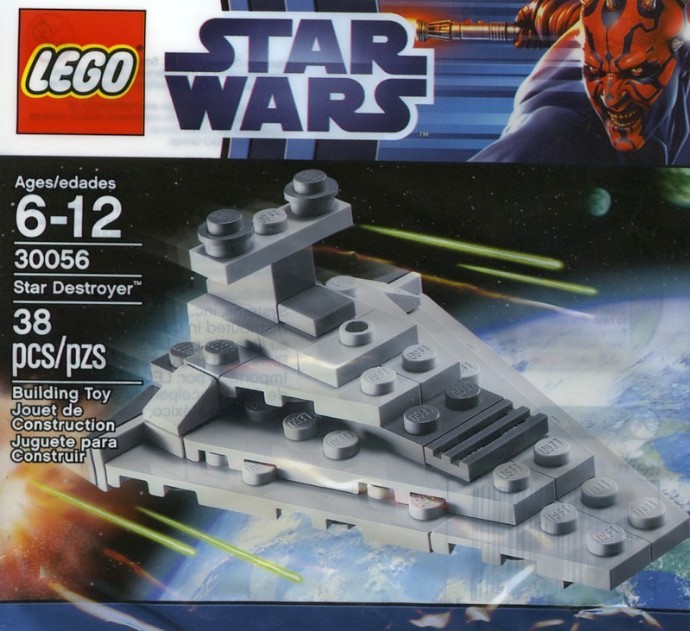 LEGO
STAR
WARS™
Ages/edades
6-12
30056
Star Destroyer™
38
pcs/pzs
Building Toy
Jouet de
Construction
Juguete para
Construir